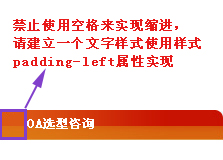 禁止使用空格来实现缩进，
请建立一个文字样式使用样式
padding-left属性实现
OA选型咨询